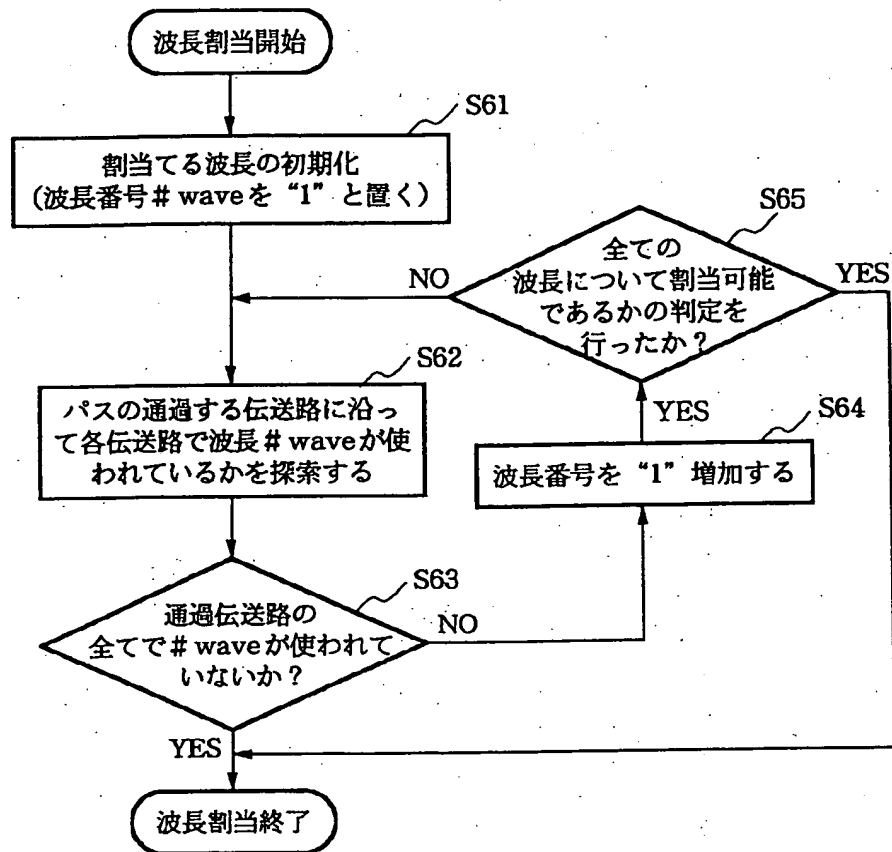 波長割当開始
S61
割当てる波長の初期化
(波長番号# waveを “1” と置く)
S65
全ての
波長について割当可能
であるかの判定を
行ったか？
NO
YES
S62
パスの通過する伝送路に沿っ
て各伝送路で波長# waveが使
われているかを探索する
YES
S64
波長番号を “1” 増加する
S63
通過伝送路の
全てで# waveが使われて
いないか？
NO
YES
波長割当終了